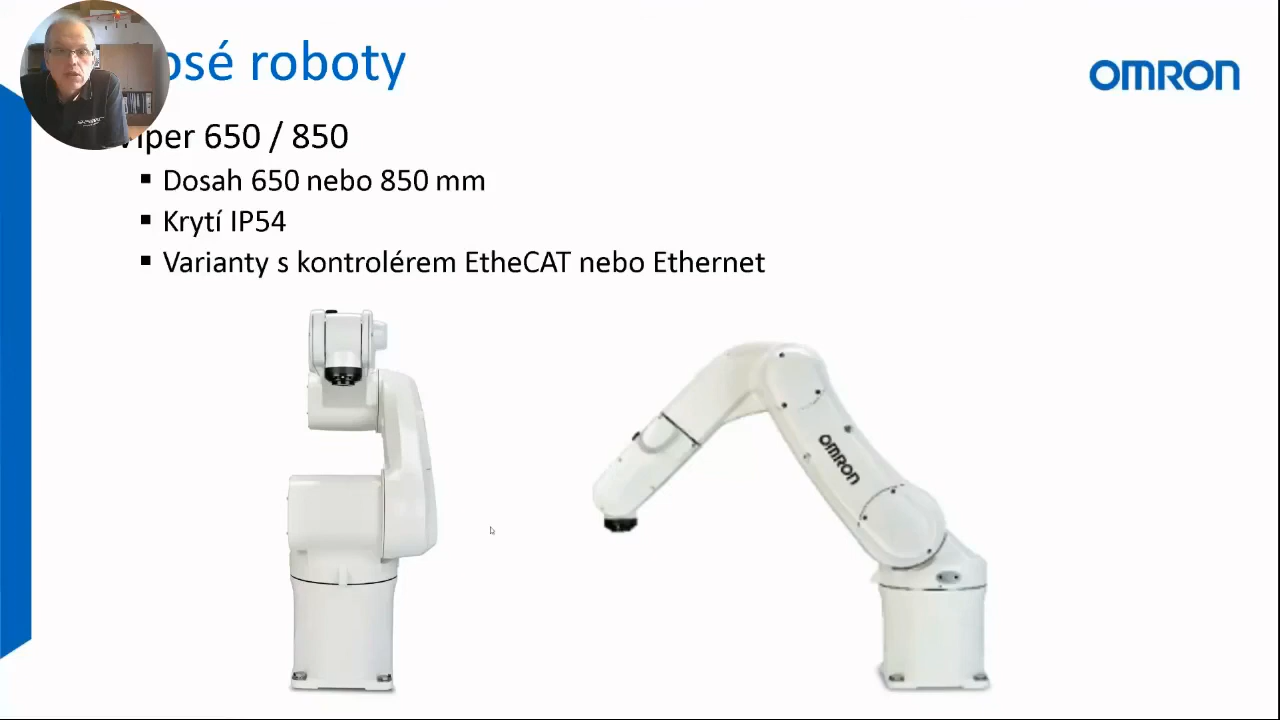 osé roboty
OMRON
iper 650 / 850
Dosah 650 nebo 850 mm
Krytí IP54
Varianty s kontrolérem EtheCAT nebo Ethernet
OMRON